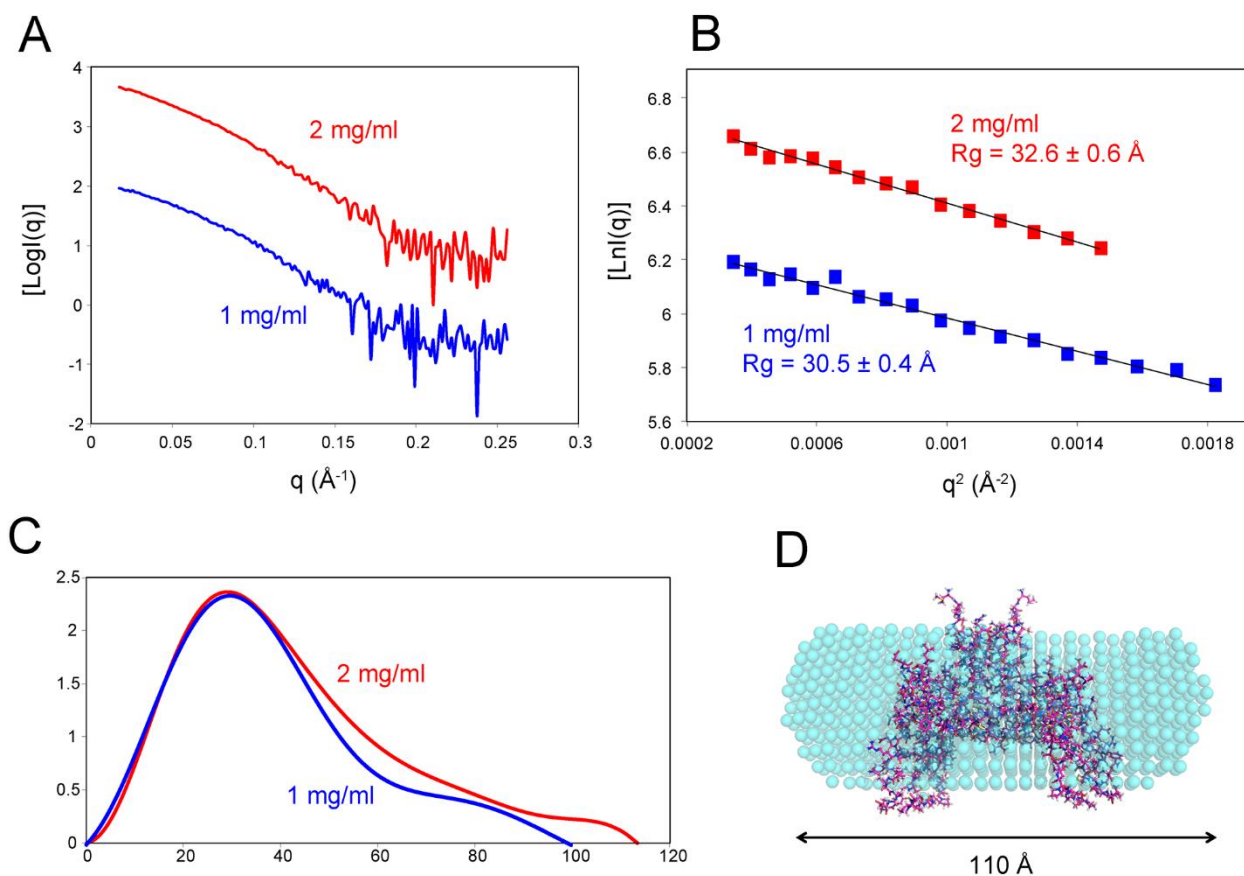 A
4
3
2
1
0
-1
-2
0
0.05
0.1
0.15
0.2
0.25
0.3
[LogI(q)]
q (Å-1)
2 mg/ml
1 mg/ml
B
6.8
6.6
6.4
6.2
6
5.8
5.6
0.0002
0.0006
0.001
0.0014
0.0018
[LnI(q)]
q2 (Å-2)
2 mg/ml
Rg = 32.6 ± 0.6 Å
1 mg/ml
Rg = 30.5 ± 0.4 Å
C
2.5
2
1.5
1
0.5
0
0
20
40
60
80
100
120
2 mg/ml
1 mg/ml
D
110 Å